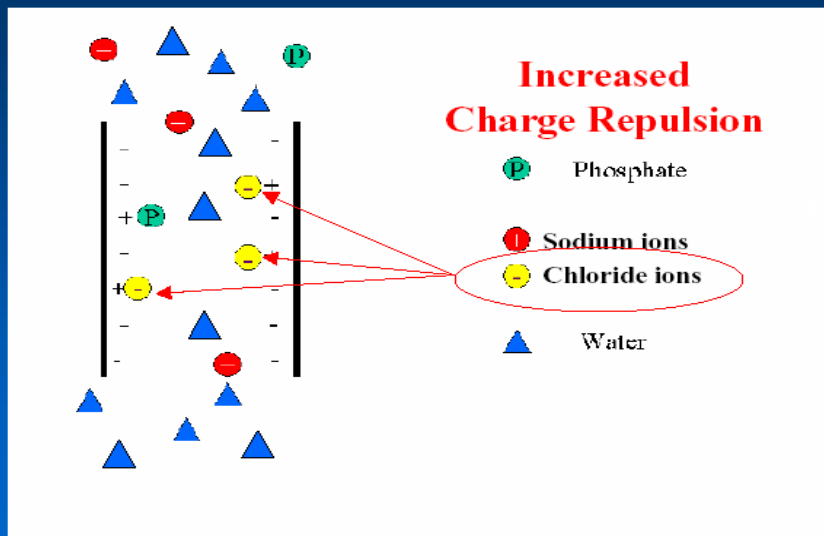 Increased
Charge Repulsion
P Phosphate
Sodium ions
- Chloride ions
Water
− P
−
- -
- - +
+ P -
- - +
+ - -
- -
- − -